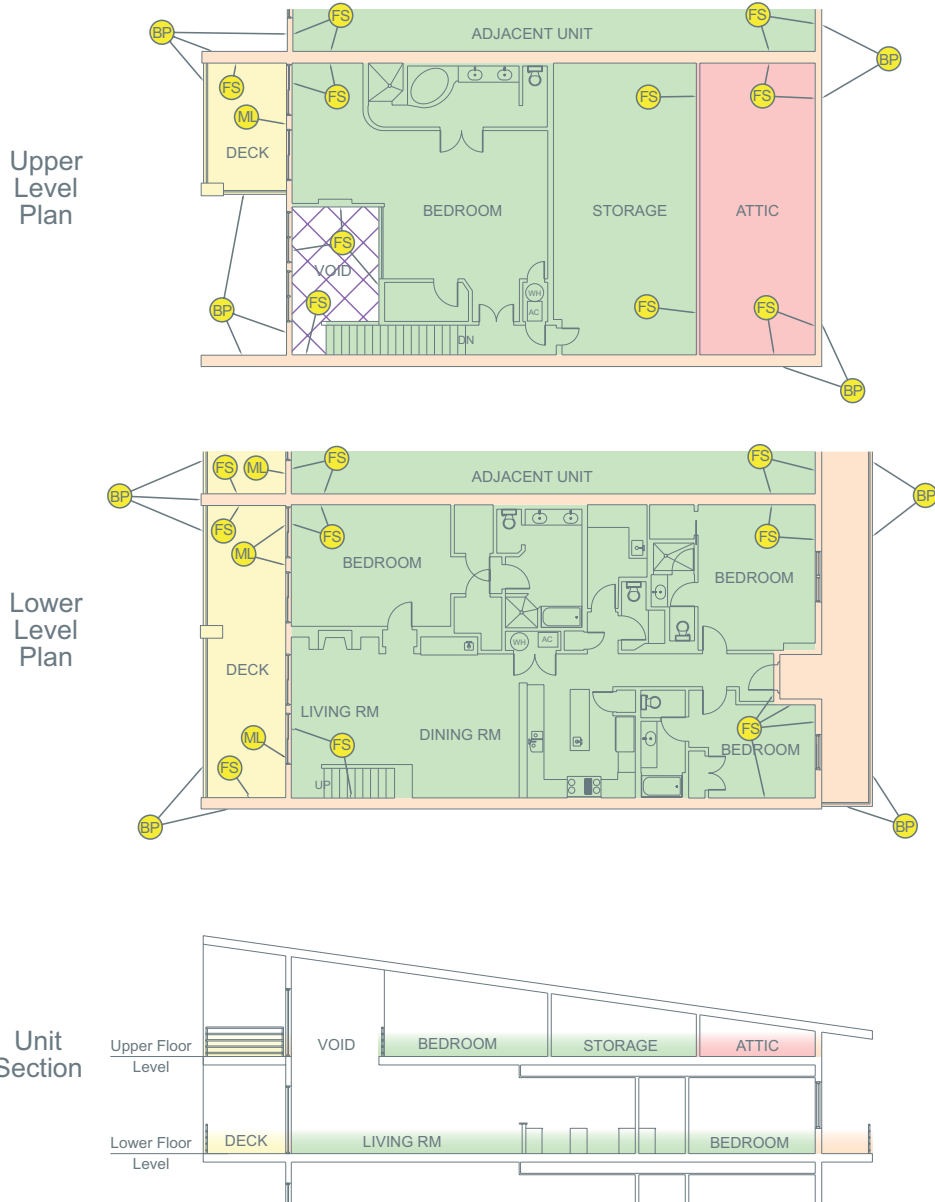 FS
FS
BP
ADJACENT UNIT
BP
FS
FS
FS
FS
ML
Upper
Level
Plan
DECK
BEDROOM
STORAGE
ATTIC
FS
VOID
WH
FS
FS
FS
BP
AC
DN
BP
FS
ML
FS
FS
ADJACENT UNIT
BP
BP
FS
FS
FS
ML
BEDROOM
BEDROOM
Lower
Level
Plan
WH
AC
DECK
LIVING RM
DINING RM
FS
ML
FS
BEDROOM
FS
UP
BP
BP
Unit
Section
Upper Floor
Level
VOID
BEDROOM
STORAGE
ATTIC
Lower Floor
Level
DECK
LIVING RM
BEDROOM